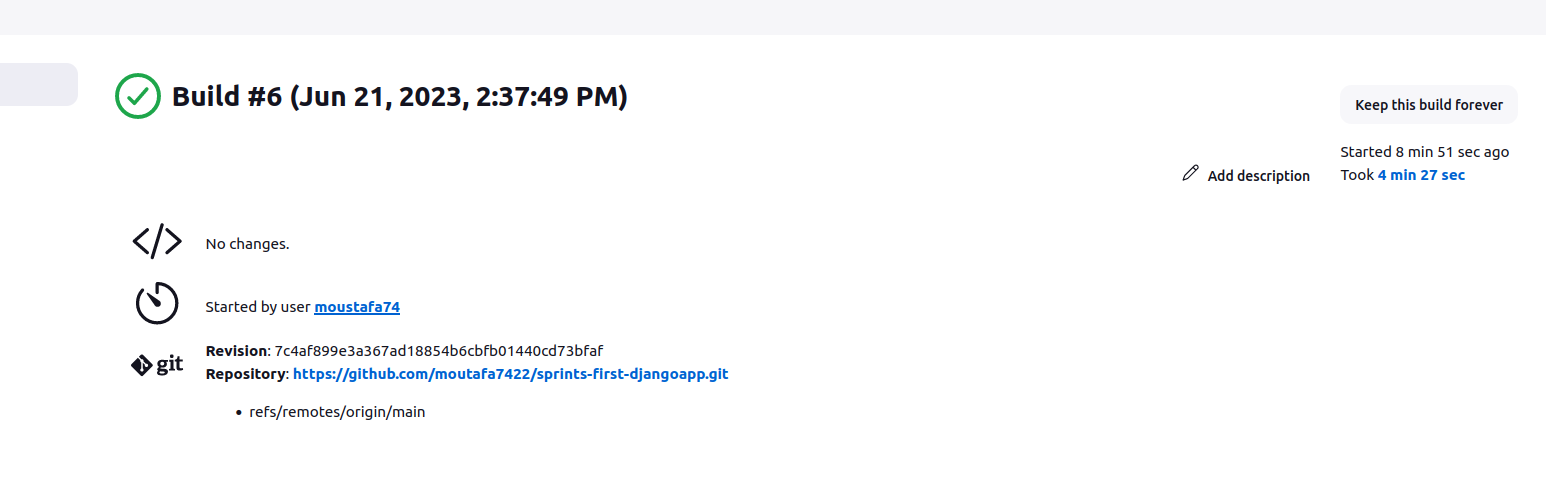 Build #6 (Jun 21, 2023, 2:37:49 PM)
Keep this build forever
Started 8 min 51 sec ago
Took 4 min 27 sec
Add description
No changes.
Started by user moustafa74
git
Revision: 7c4af899e3a367ad18854b6cbfb01440cd73bfaf
Repository: https://github.com/moutafa7422/sprints-first-djangoapp.git
• refs/remotes/origin/main